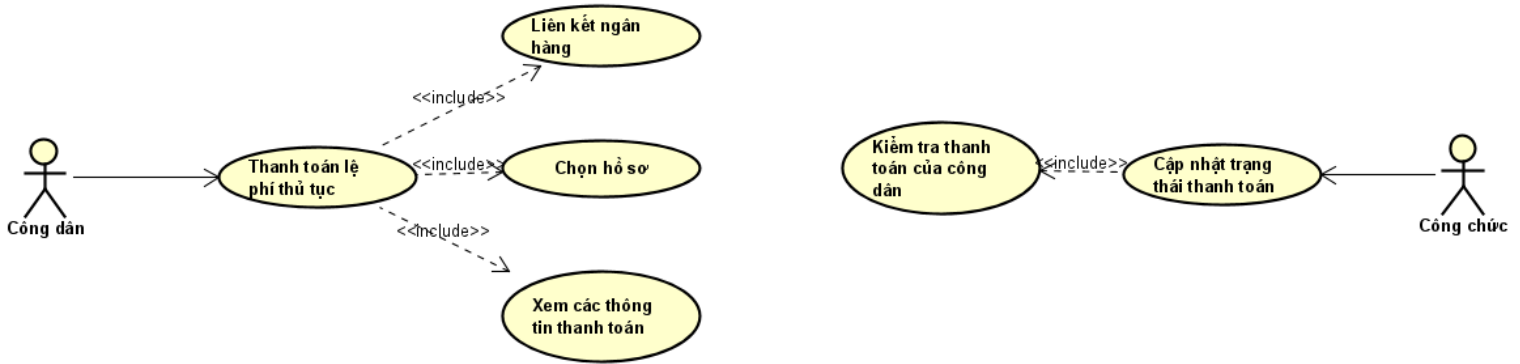 Liên kết ngân
hàng
<<include>>
Thanh toán lệ
phí thủ tục
<<include>>
Chọn hồ sơ
<<include>>
Xem các thông
tin thanh toán
Công dân
Kiểm tra thanh
toán của công
dân
<<include>>
Cập nhật trạng
thái thanh toán
Công chức